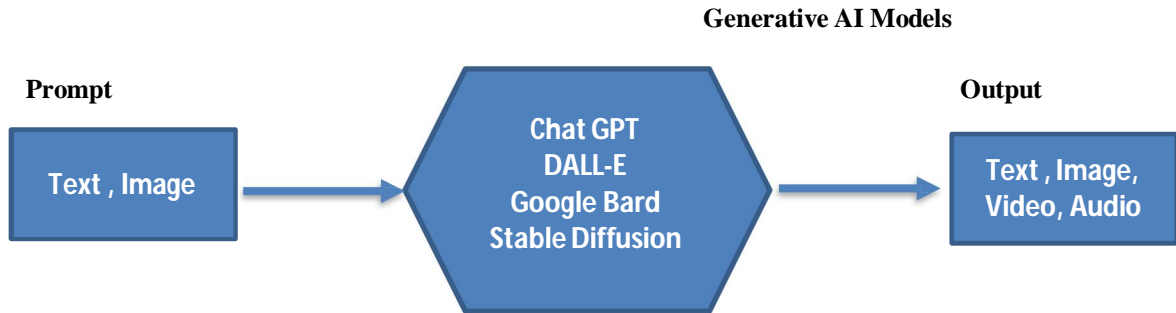 Generative AI Models
Prompt
Output
Text , Image
Chat GPT
DALL-E
Google Bard
Stable Diffusion
Text , Image,
Video, Audio